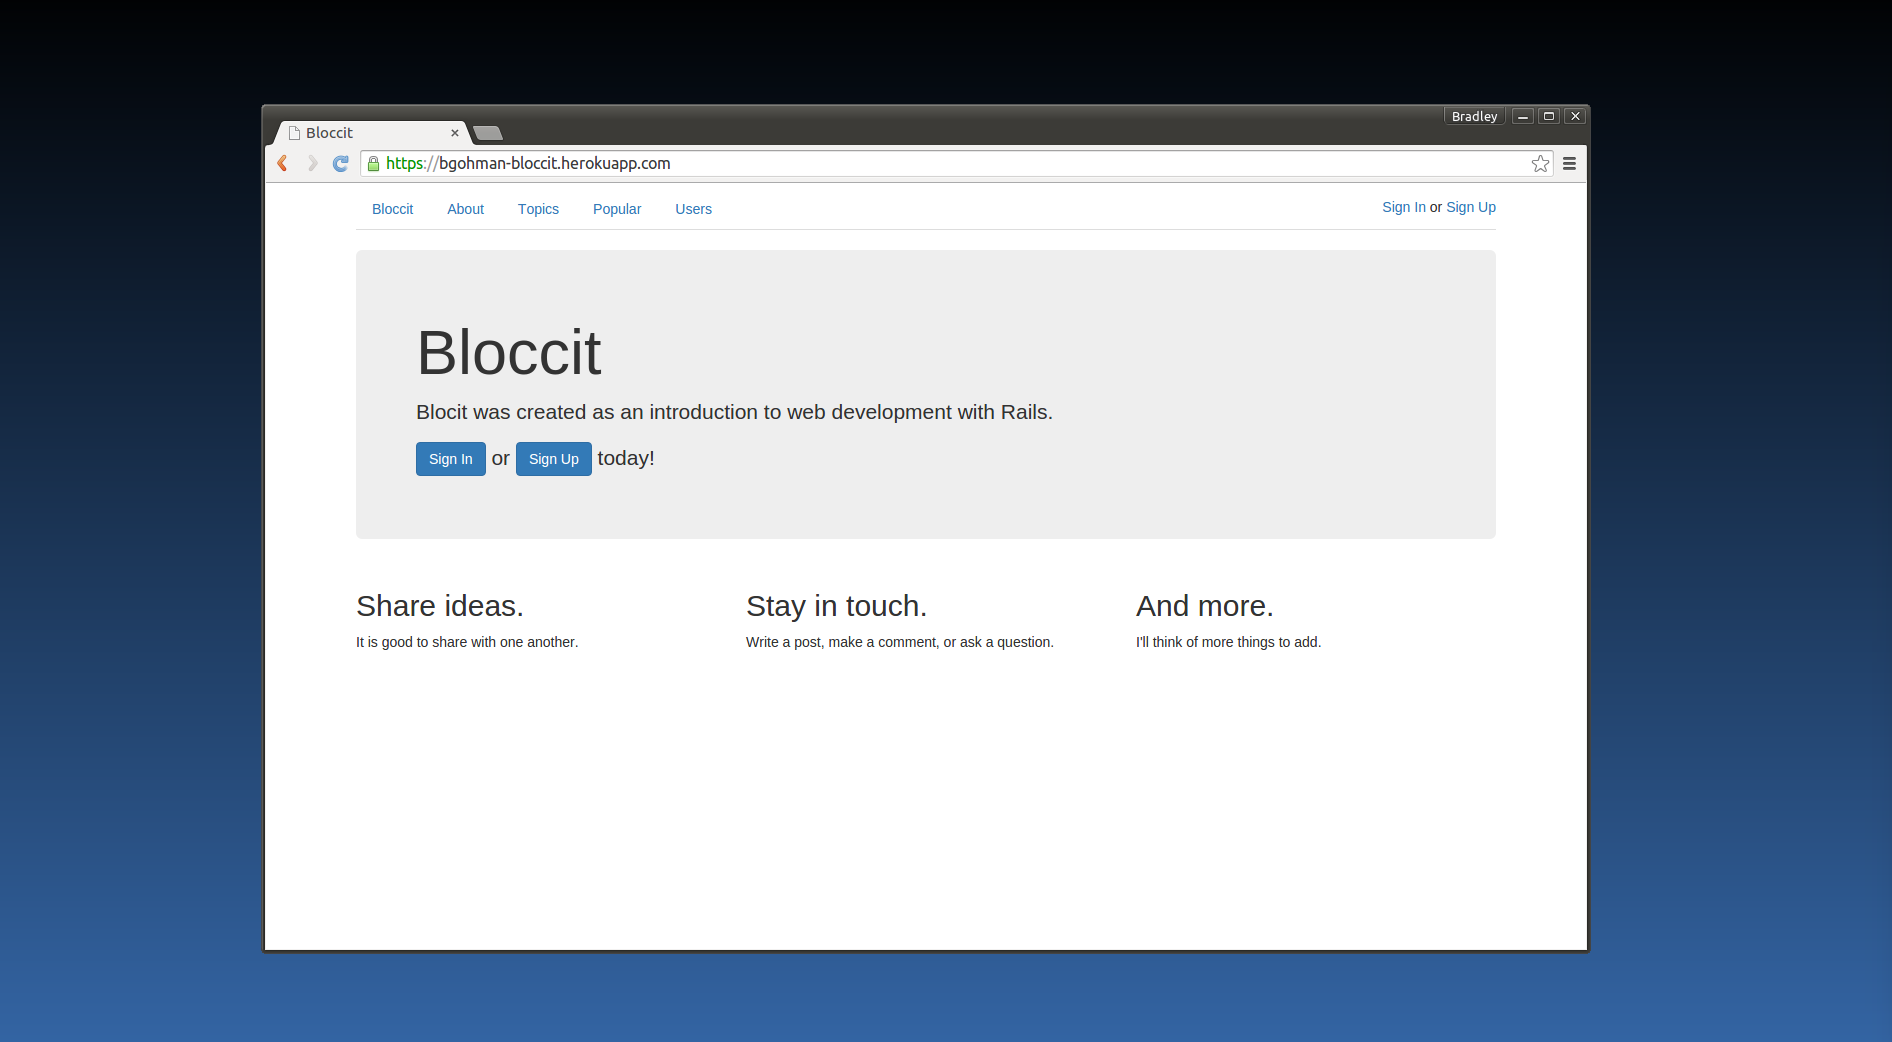 Bradley
Bloccit
https://bgohman-bloccit.herokuapp.com
Bloccit About Topics Popular Users Sign In or Sign Up
Bloccit
Blocit was created as an introduction to web development with Rails.
Sign In or Sign Up today!
Share ideas. Stay in touch. And more.
It is good to share with one another. Write a post, make a comment, or ask a question. I'll think of more things to add.